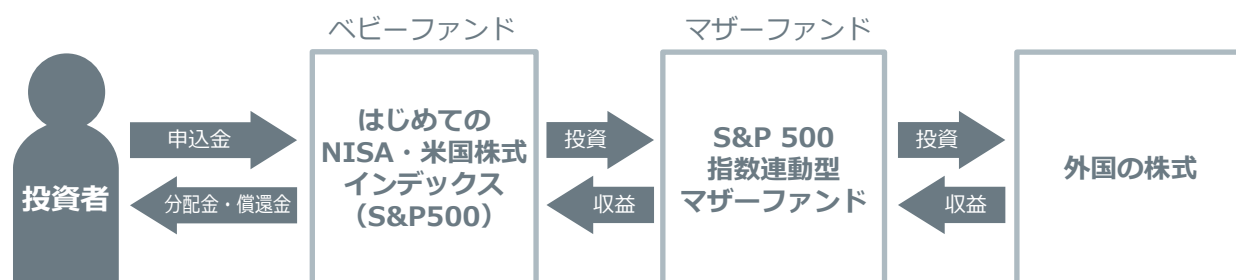 ベビーファンド
マザーファンド
投資者
申込金
分配金・償還金
はじめての
NISA・米国株式
インデックス
（S&P500）
投資
収益
S&P 500
指数連動型
マザーファンド
投資
収益
外国の株式